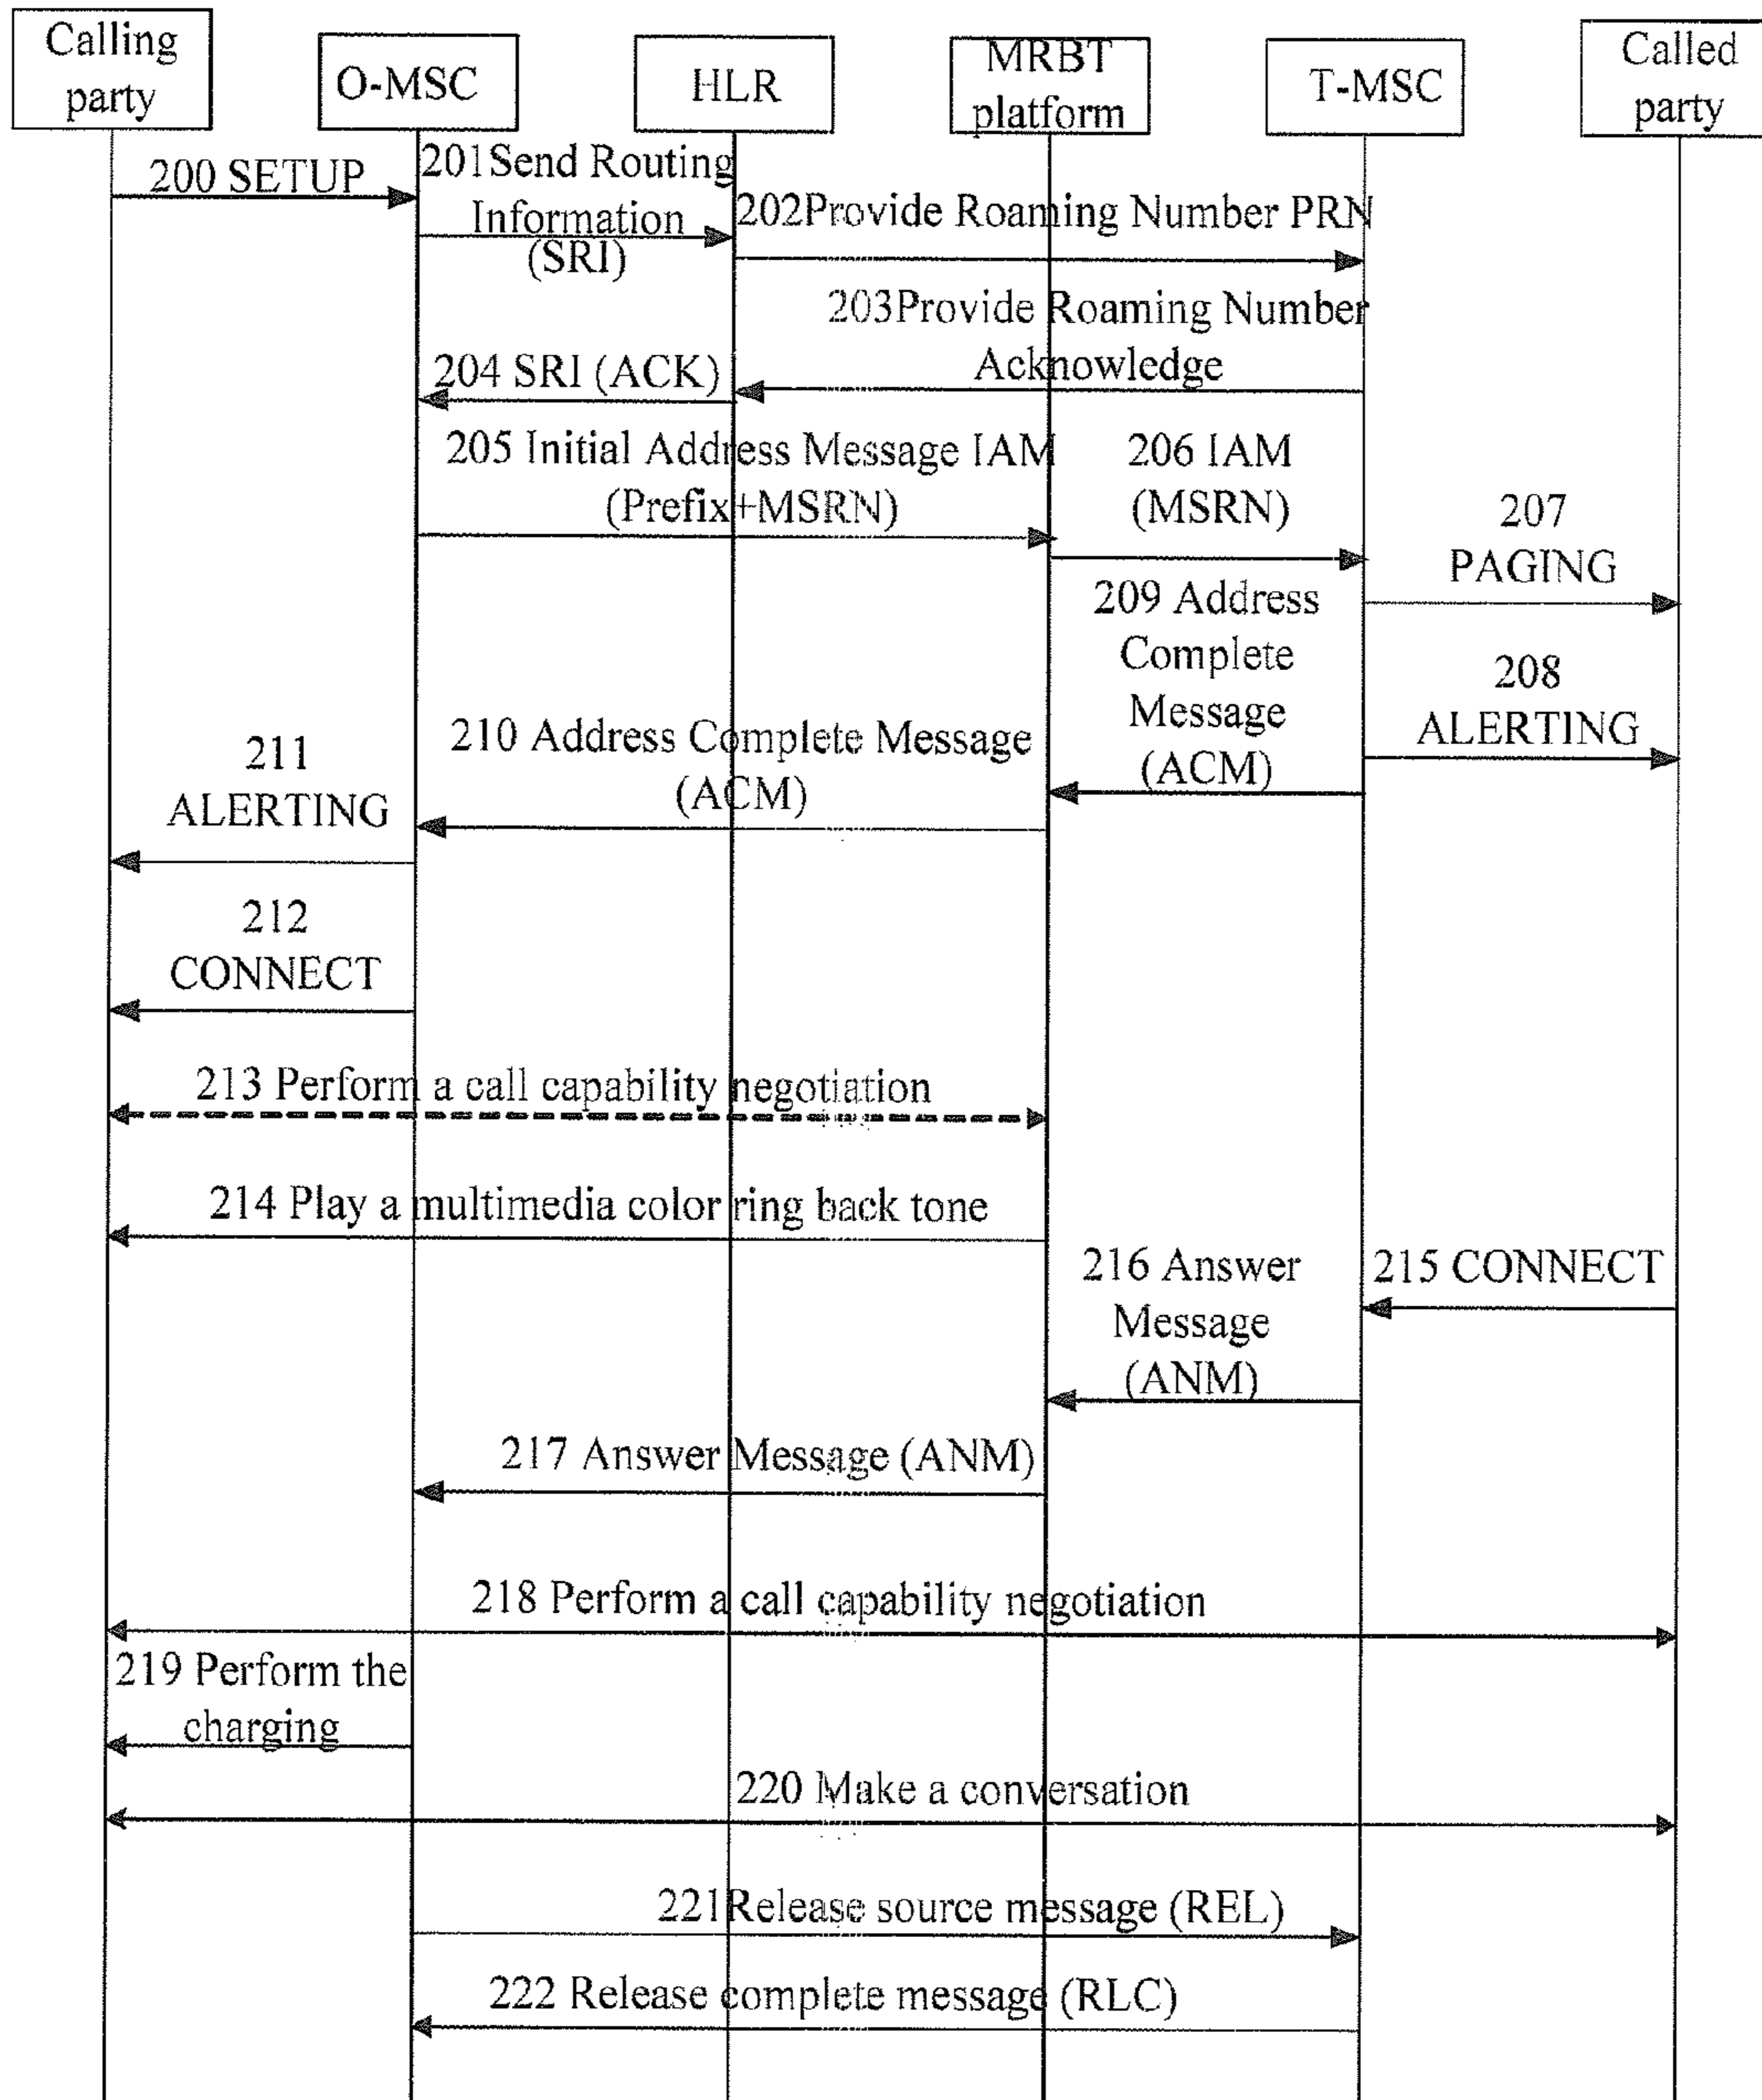 Calling
party
O-MSC
HLR
MRBT
platform
T-MSC
Called
party
200 SETUP
201Send Routing
Information
(SRI)
202Provide Roaming Number PRN
203Provide Roaming Number
Acknowledge
204 SRI (ACK)
205 Initial Address Message IAM
(Prefix+MSRN)
206 IAM
(MSRN)
207
PAGING
208
ALERTING
209 Address
Complete
Message
(ACM)
210 Address Complete Message
(ACM)
211
ALERTING
212
CONNECT
213 Perform a call capability negotiation
214 Play a multimedia color ring back tone
215 CONNECT
216 Answer
Message
(ANM)
217 Answer Message (ANM)
218 Perform a call capability negotiation
219 Perform the
charging
220 Make a conversation
221Release source message (REL)
222 Release complete message (RLC)